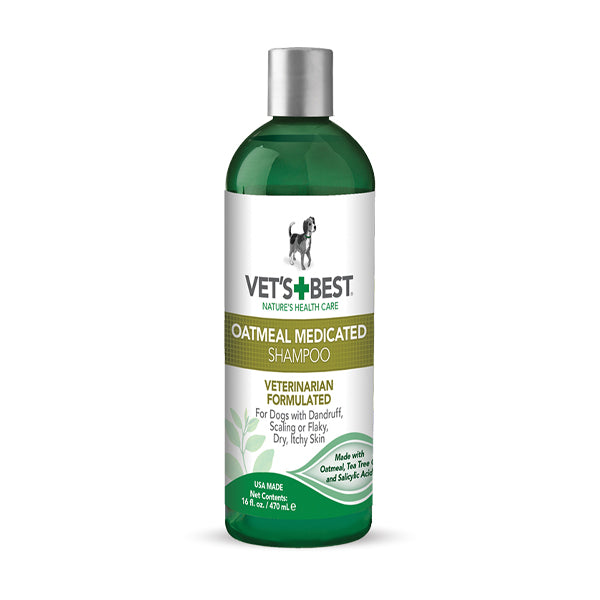 VET'S+BEST®
NATURE'S HEALTH CARE
OATMEAL MEDICATED
SHAMPOO
VETERINARIAN
FORMULATED
For Dogs with Dandruff,
Scaling or Flaky,
Dry, Itchy Skin
Made with
Oatmeal, Tea Tree
and Salicylic Acid
USA MADE
Net Contents:
16 fl. oz. / 470 mL e